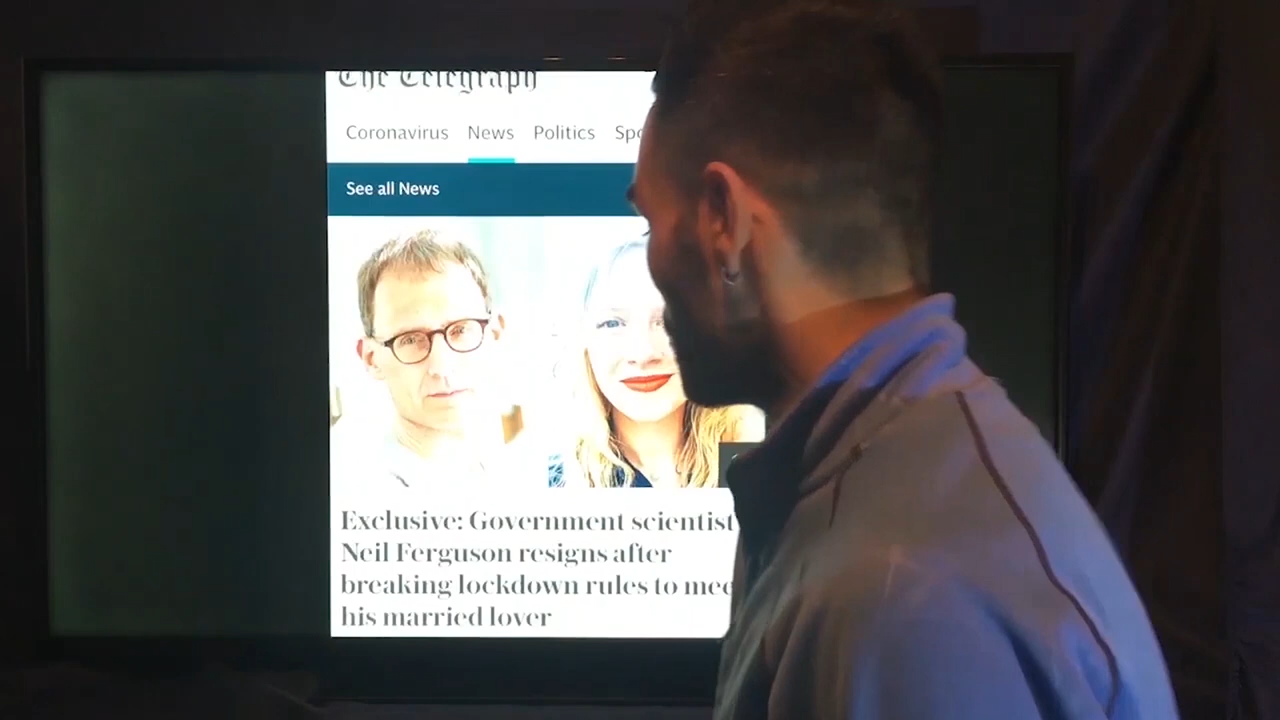 The Telegraph
Coronavirus News Politics Spo
See all News
Exclusive: Government scientist
Neil Ferguson resigns after
breaking lockdown rules to mee
his married lover